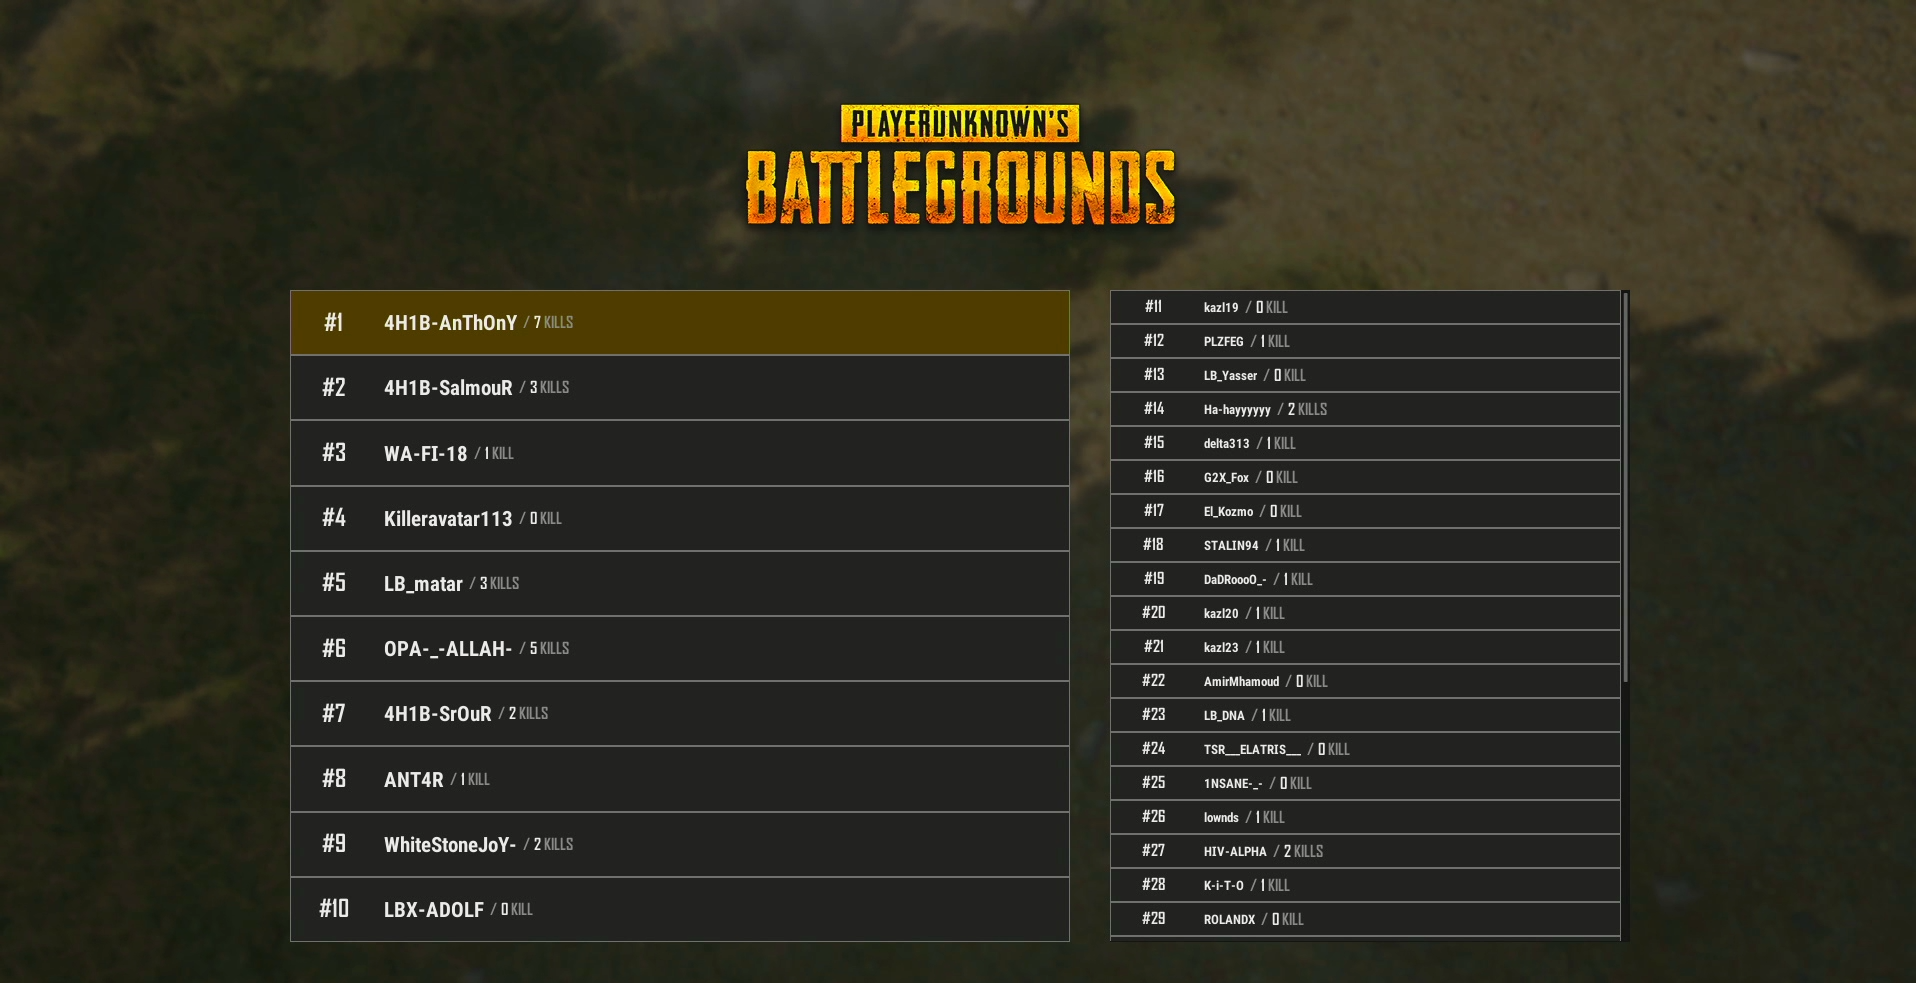 PLAYERUNKNOWN'S
BATTLEGROUNDS
#1 4H1B-AnThOnY / 7 KILLS
#2 4H1B-SalmouR / 3 KILLS
#3 WA-FI-18 / 1 KILL
#4 Killeravatar113 / 0 KILL
#5 LB_matar / 3 KILLS
#6 OPA-_-ALLAH- / 5 KILLS
#7 4H1B-SrOuR / 2 KILLS
#8 ANT4R / 1 KILL
#9 WhiteStoneJoY- / 2 KILLS
#10 LBX-ADOLF / 0 KILL
#11 kazl19 / 0 KILL
#12 PLZFEG / 1 KILL
#13 LB_Yasser / 0 KILL
#14 Ha-hayyyyyy / 2 KILLS
#15 delta313 / 1 KILL
#16 G2X_Fox / 0 KILL
#17 El_Kozmo / 0 KILL
#18 STALIN94 / 1 KILL
#19 DaDRoooO_- / 1 KILL
#20 kazl20 / 1 KILL
#21 kazl23 / 1 KILL
#22 AmirMhamoud / 0 KILL
#23 LB_DNA / 1 KILL
#24 TSR__ELATRIS__ / 0 KILL
#25 1NSANE-_- / 0 KILL
#26 lownds / 1 KILL
#27 HIV-ALPHA / 2 KILLS
#28 K-i-T-O / 1 KILL
#29 ROLANDX / 0 KILL